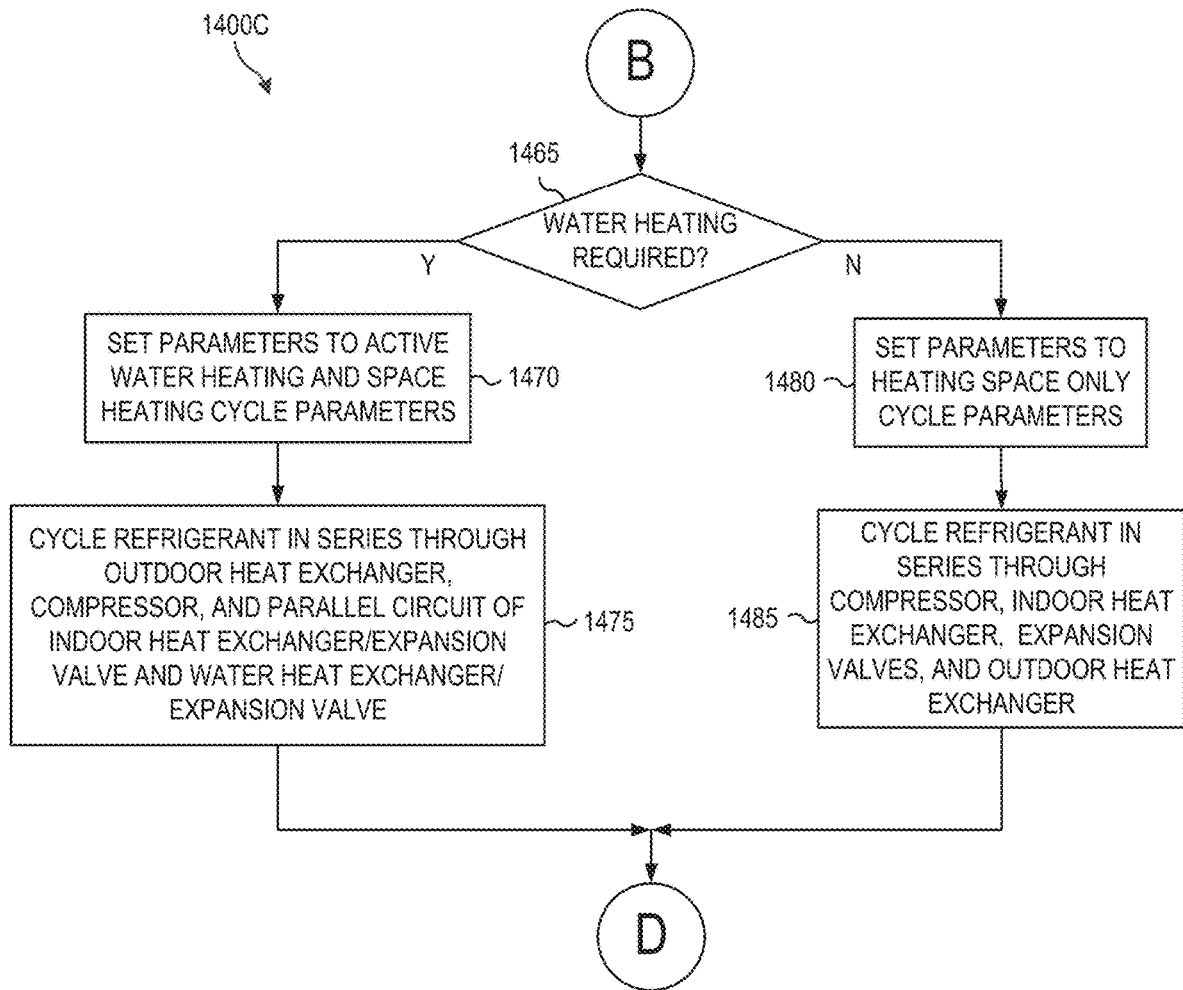 1400C
B
1465
WATER HEATING
REQUIRED?
Y
N
SET PARAMETERS TO ACTIVE
WATER HEATING AND SPACE
HEATING CYCLE PARAMETERS
1470
1480
SET PARAMETERS TO
HEATING SPACE ONLY
CYCLE PARAMETERS
CYCLE REFRIGERANT IN SERIES THROUGH
OUTDOOR HEAT EXCHANGER,
COMPRESSOR, AND PARALLEL CIRCUIT OF
INDOOR HEAT EXCHANGER/EXPANSION
VALVE AND WATER HEAT EXCHANGER/
EXPANSION VALVE
1475
1485
CYCLE REFRIGERANT IN
SERIES THROUGH
COMPRESSOR, INDOOR HEAT
EXCHANGER, EXPANSION
VALVES, AND OUTDOOR HEAT
EXCHANGER
D